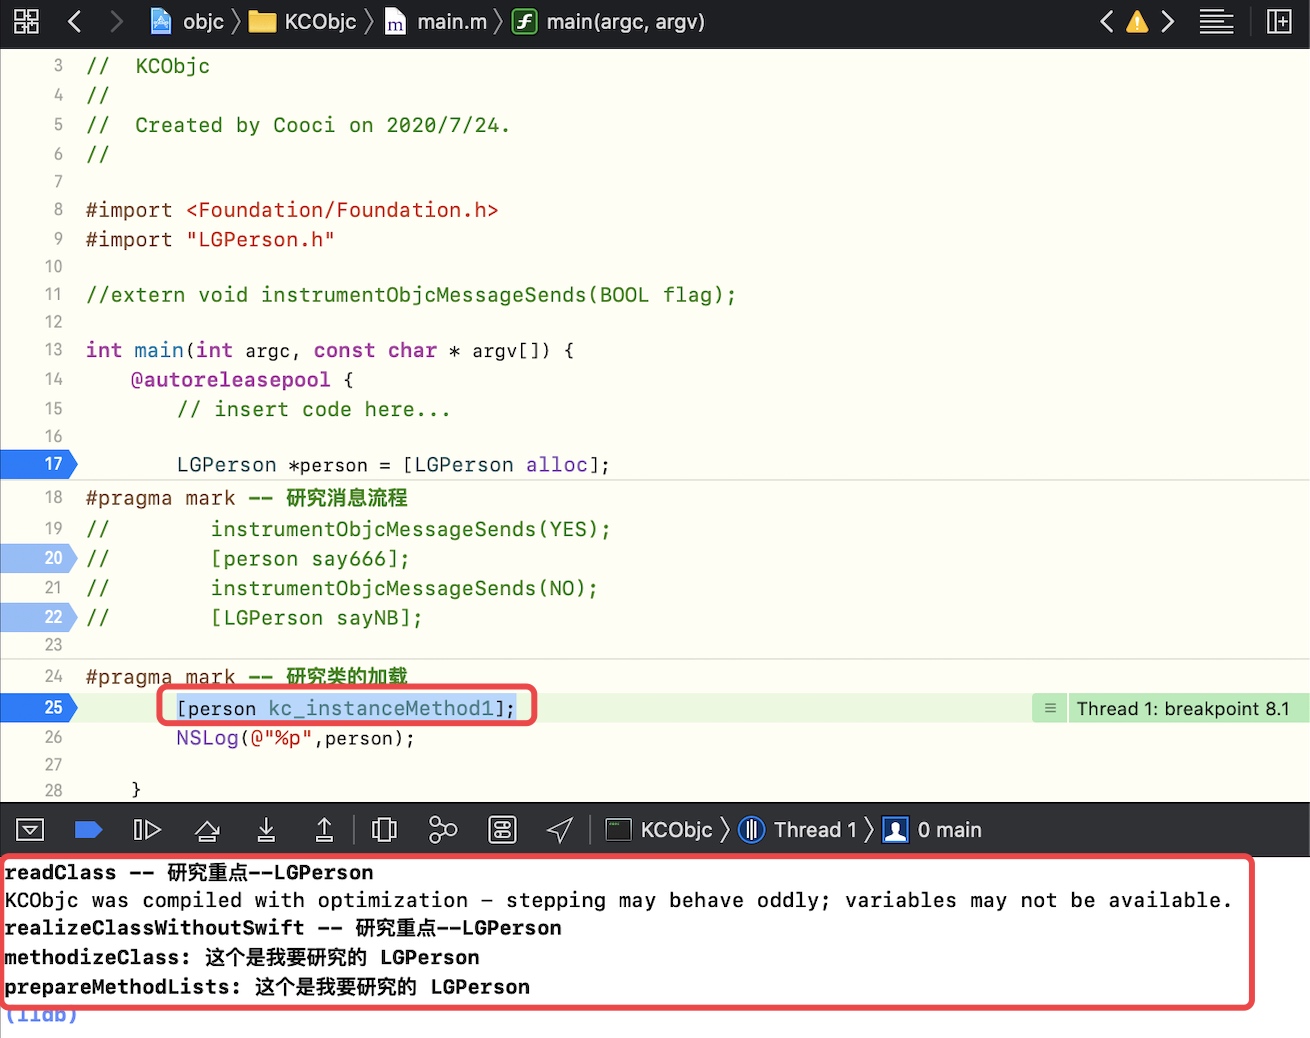 objc KCObjc main.m main(argc, argv)
3 //  KCObjc
4 //
5 //  Created by Cooci on 2020/7/24.
6 //
7
8 #import <Foundation/Foundation.h>
9 #import "LGPerson.h"
10
11 //extern void instrumentObjcMessageSends(BOOL flag);
12
13 int main(int argc, const char * argv[]) {
14 @autoreleasepool {
15 // insert code here...
16
17 LGPerson *person = [LGPerson alloc];
18 #pragma mark -- 研究消息流程
19 // instrumentObjcMessageSends(YES);
20 // [person say666];
21 // instrumentObjcMessageSends(NO);
22 // [LGPerson sayNB];
23
24 #pragma mark -- 研究类的加载
25 [person kc_instanceMethod1]; Thread 1: breakpoint 8.1
26 NSLog(@"%p",person);
27
28 }
KCObjc Thread 1 0 main
readClass -- 研究重点--LGPerson
KCObjc was compiled with optimization - stepping may behave oddly; variables may not be available.
realizeClassWithoutSwift -- 研究重点--LGPerson
methodizeClass: 这个是我要研究的 LGPerson
prepareMethodLists: 这个是我要研究的 LGPerson
(lldb)